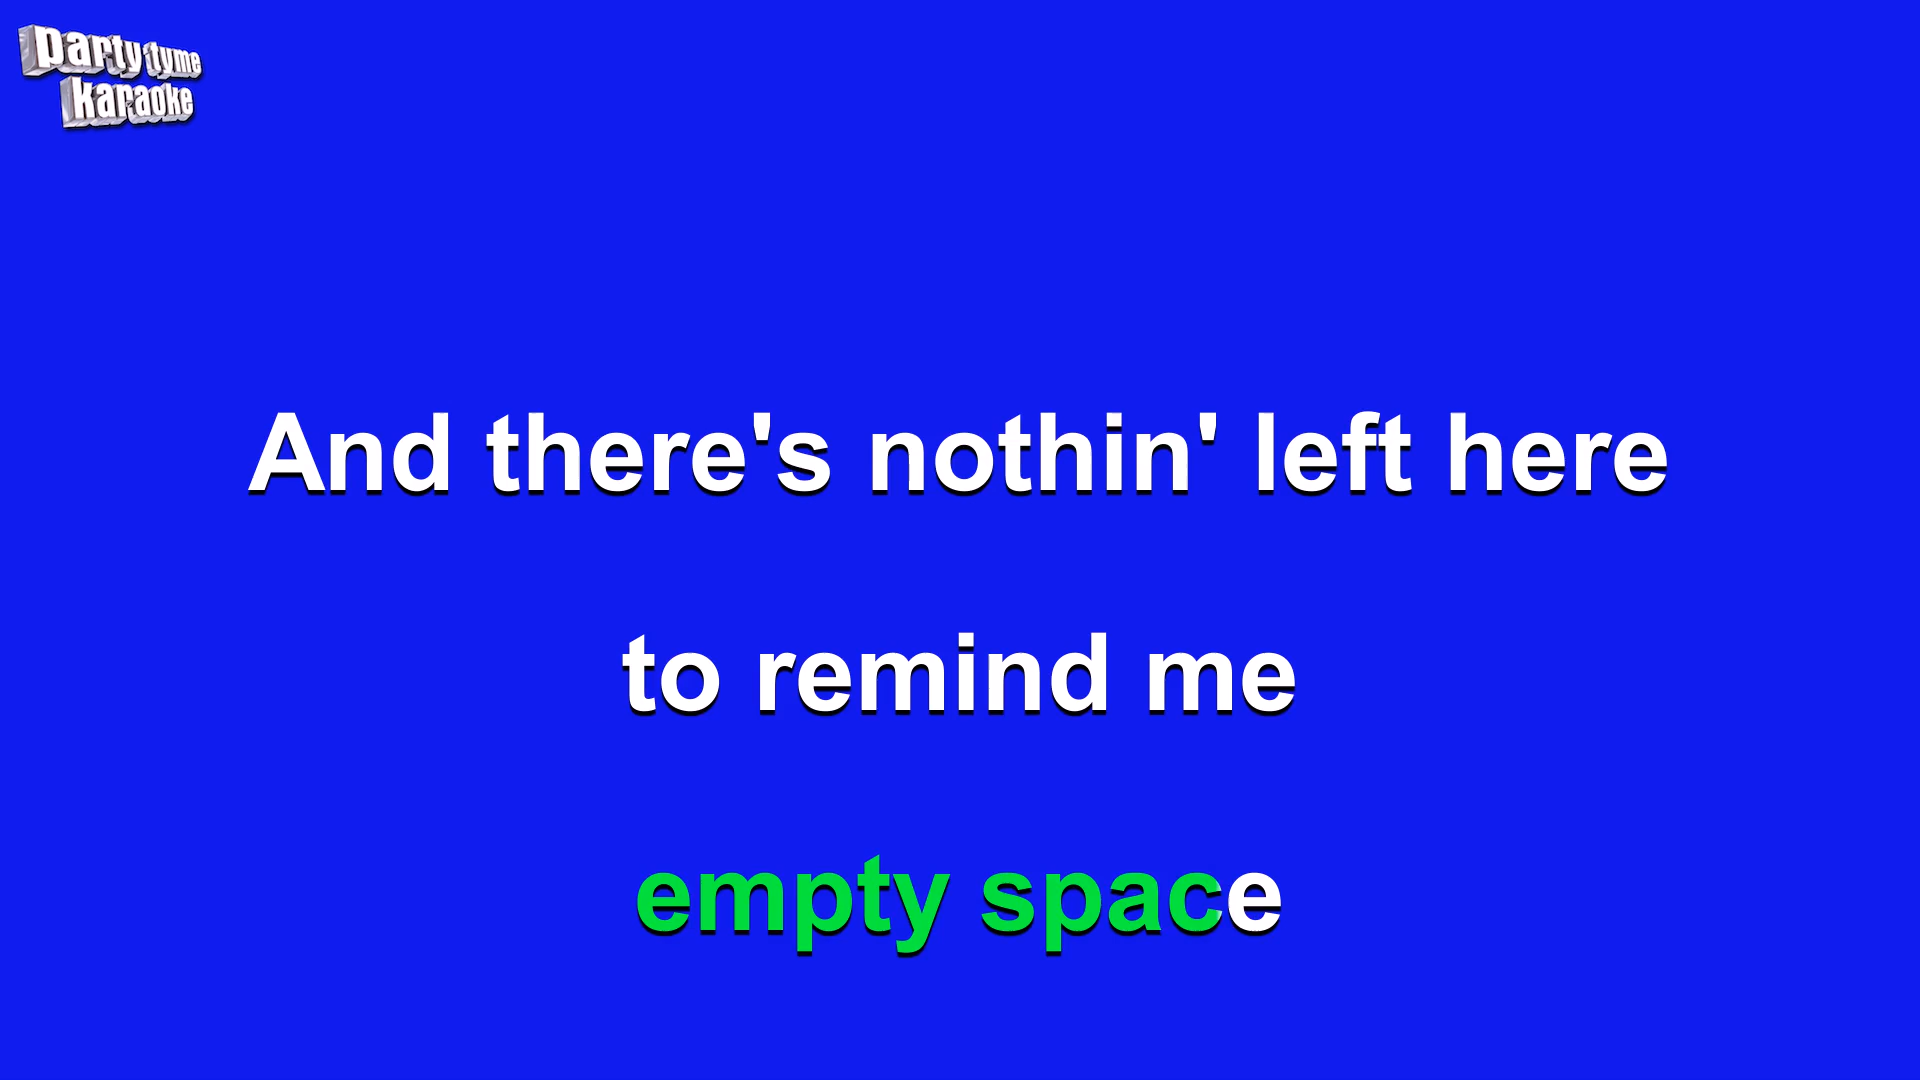 party tyme
karaoke
And there's nothin' left here
to remind me
empty space